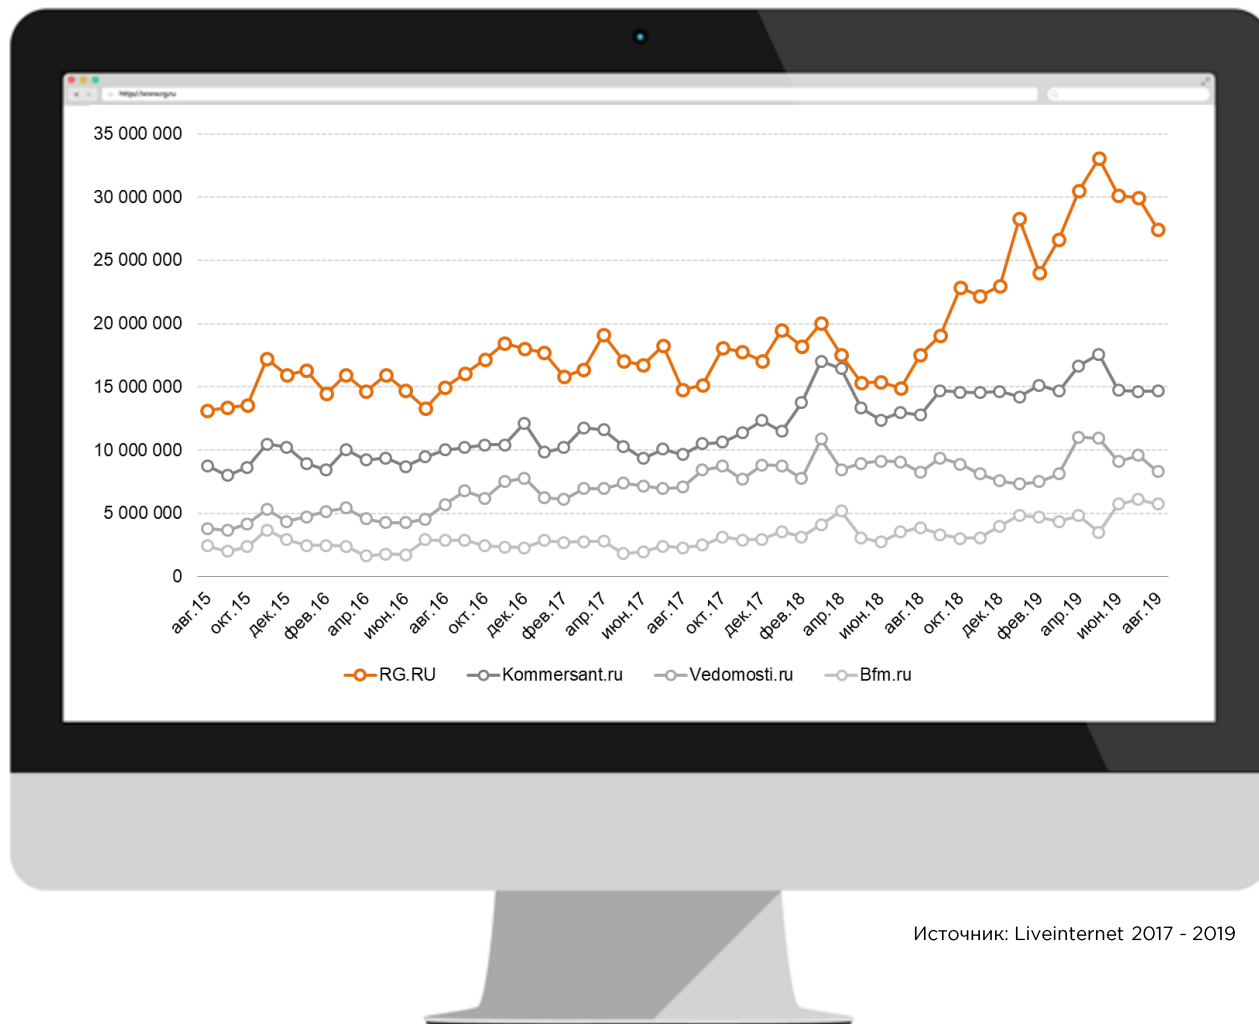 http://www.rg.ru
35 000 000
30 000 000
25 000 000
20 000 000
15 000 000
10 000 000
5 000 000
0
авг.15 окт.15 дек.15 фев.16 апр.16 июн.16 авг.16 окт.16 дек.16 фев.17 апр.17 июн.17 авг.17 окт.17 дек.17 фев.18 апр.18 июн.18 авг.18 окт.18 дек.18 фев.19 апр.19 июн.19 авг.19
RG.RU Kommersant.ru Vedomosti.ru Bfm.ru
Источник: Liveinternet 2017 - 2019